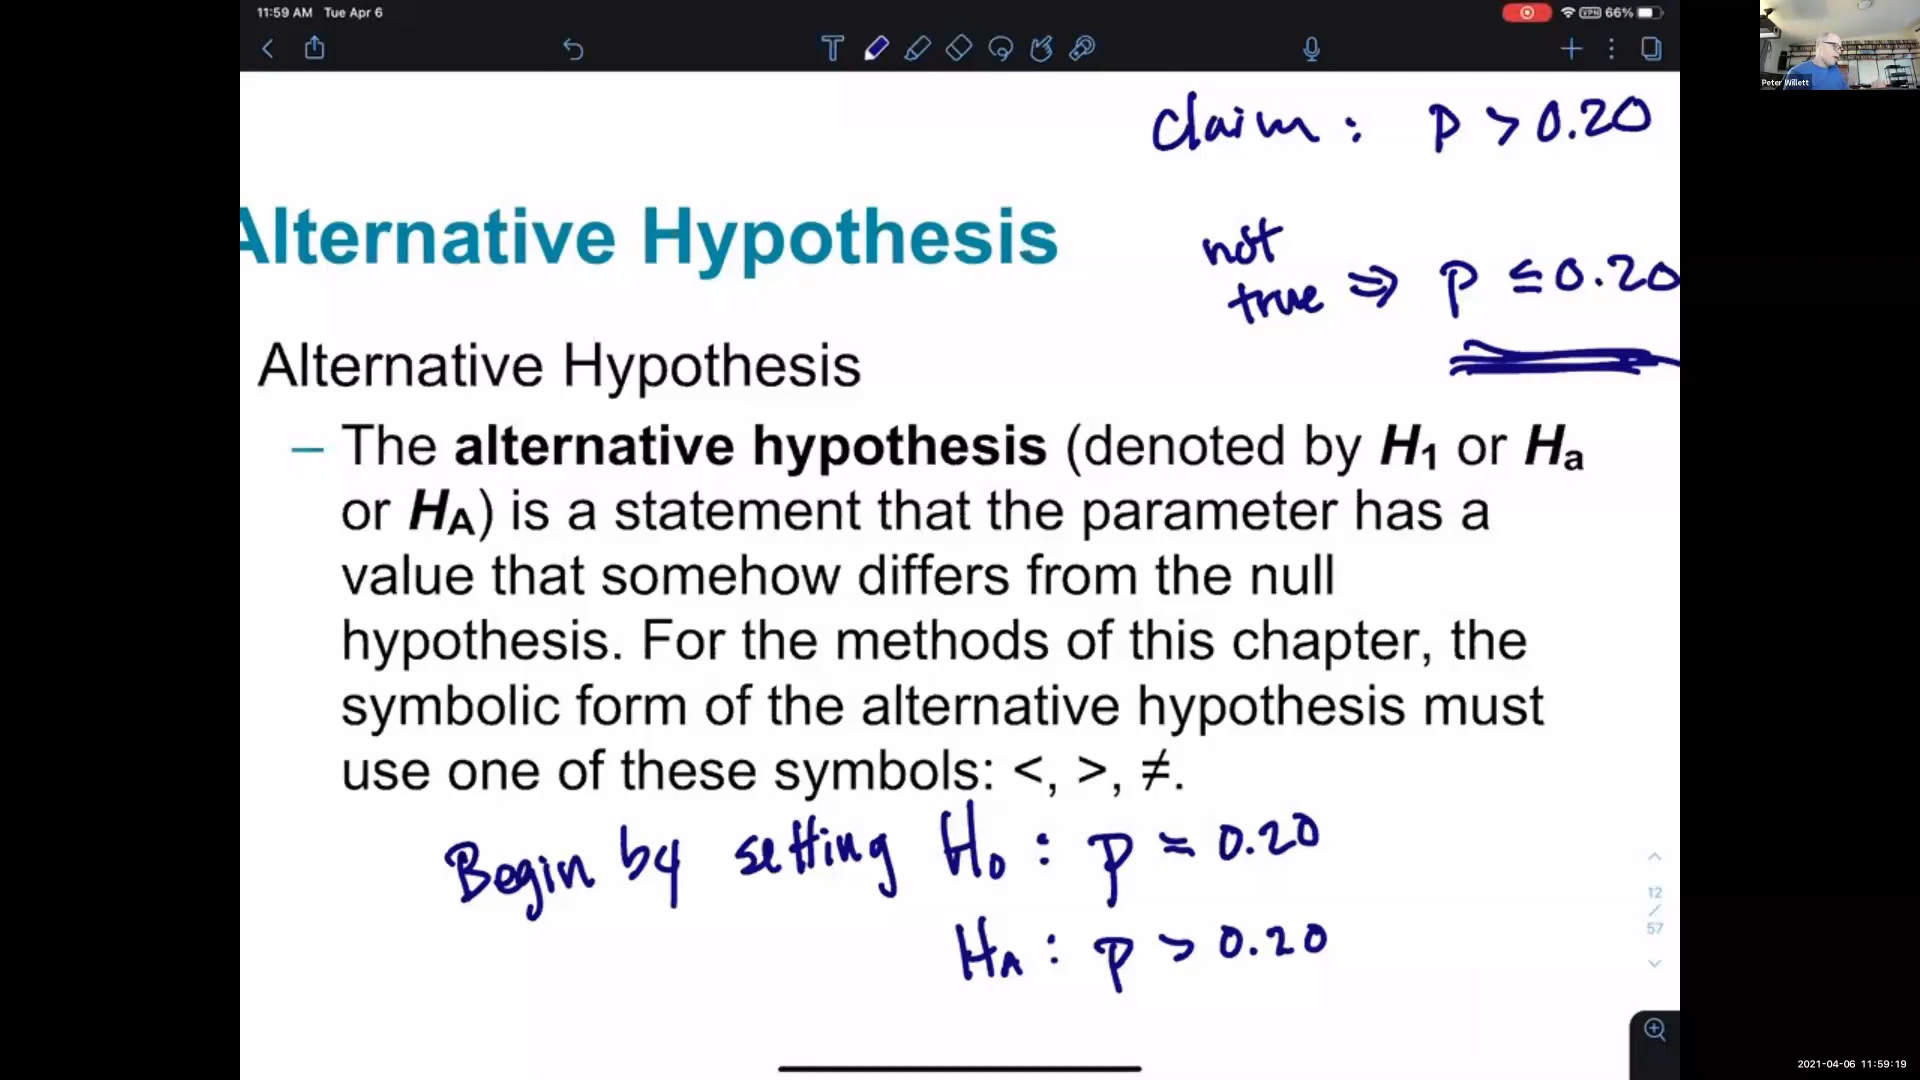 11:59 AM Tue Apr 6
VPN 66%
Peter Willett
claim : p > 0.20
Alternative Hypothesis
not
true ⇒ p ≤ 0.20
Alternative Hypothesis
– The alternative hypothesis (denoted by H₁ or Hₐ
or H_A) is a statement that the parameter has a
value that somehow differs from the null
hypothesis. For the methods of this chapter, the
symbolic form of the alternative hypothesis must
use one of these symbols: <, >, ≠.
Begin by setting H₀ : p = 0.20
H_A : p > 0.20
12
/
57
2021-04-06 11:59:19